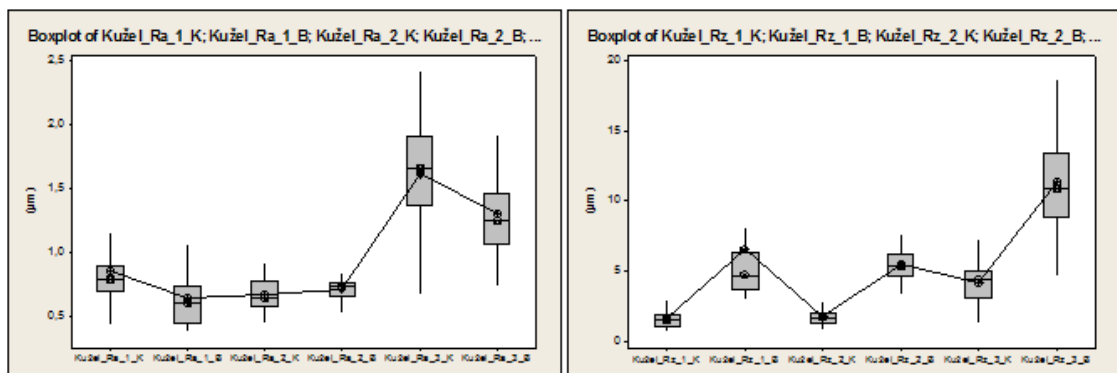 Boxplot of Kužel_Ra_1_K; Kužel_Ra_1_B; Kužel_Ra_2_K; Kužel_Ra_2_B; ...
2,5
2,0
1,5
1,0
0,5
(µm)
Kužel_Ra_1_K Kužel_Ra_1_B Kužel_Ra_2_K Kužel_Ra_2_B Kužel_Ra_3_K Kužel_Ra_3_B
Boxplot of Kužel_Rz_1_K; Kužel_Rz_1_B; Kužel_Rz_2_K; Kužel_Rz_2_B; ...
20
15
10
5
0
(µm)
Kužel_Rz_1_K Kužel_Rz_1_B Kužel_Rz_2_K Kužel_Rz_2_B Kužel_Rz_3_K Kužel_Rz_3_B